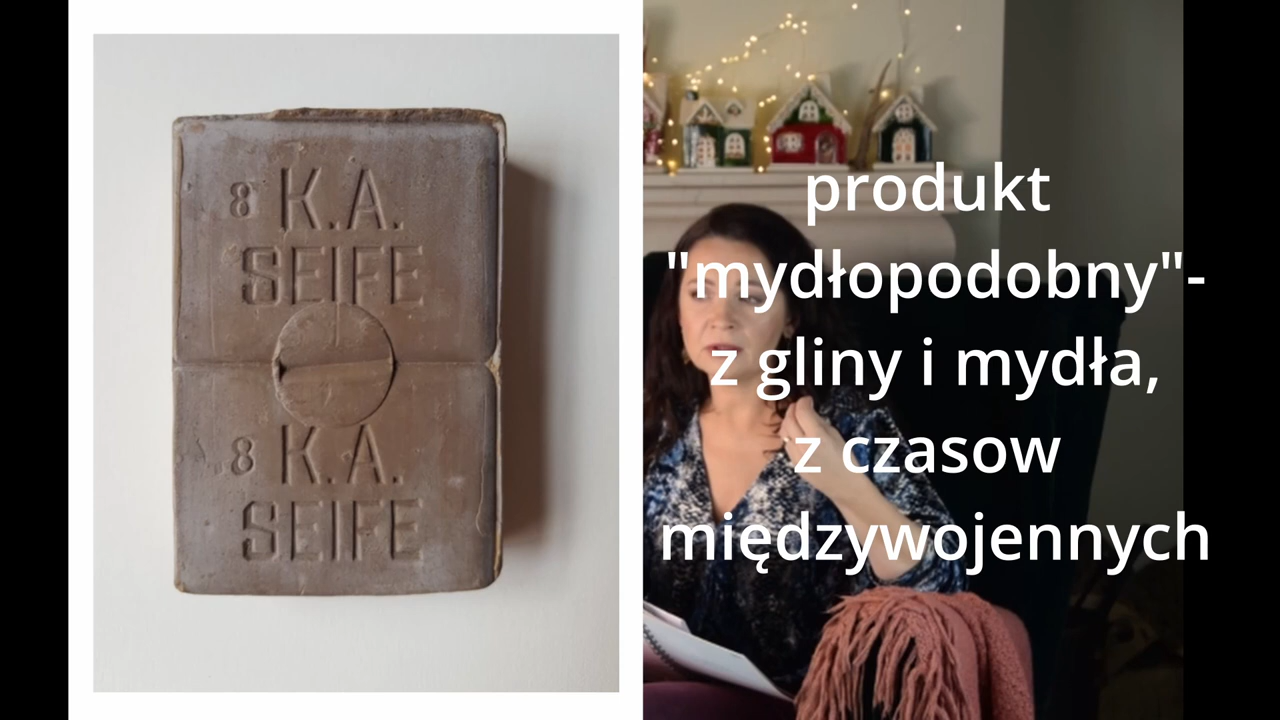 8 K.A.
SEIFE
8 K.A.
SEIFE
produkt
"mydłopodobny"-
z gliny i mydła,
z czasow
międzywojennych